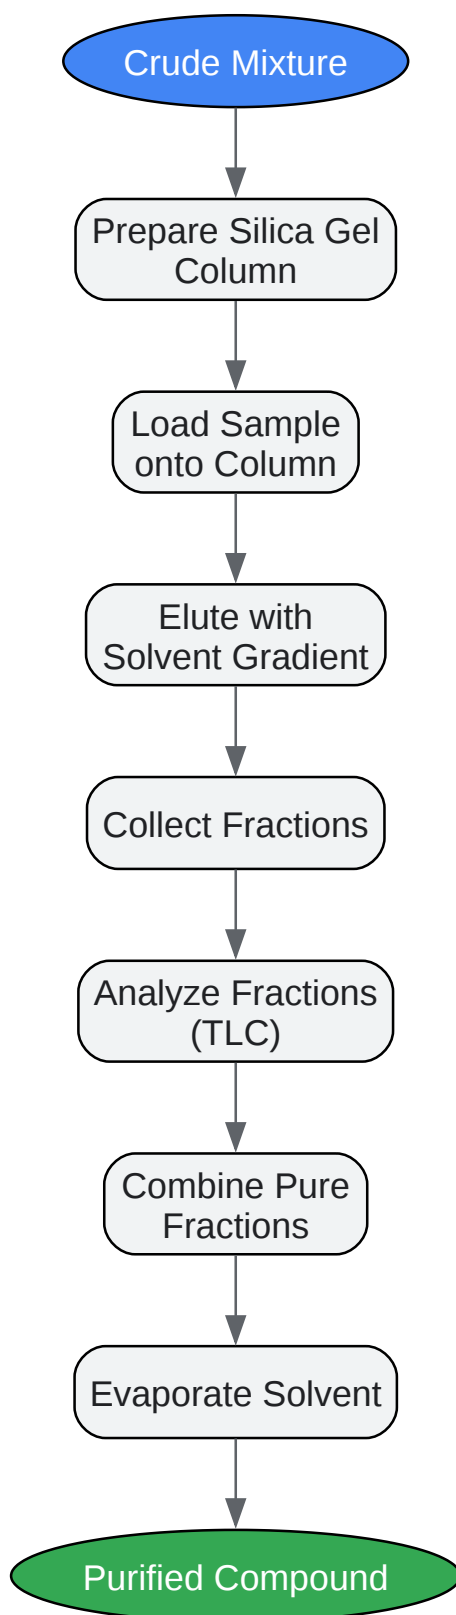 Crude Mixture
Prepare Silica Gel
Column
Load Sample
onto Column
Elute with
Solvent Gradient
Collect Fractions
Analyze Fractions
(TLC)
Combine Pure
Fractions
Evaporate Solvent
Purified Compound